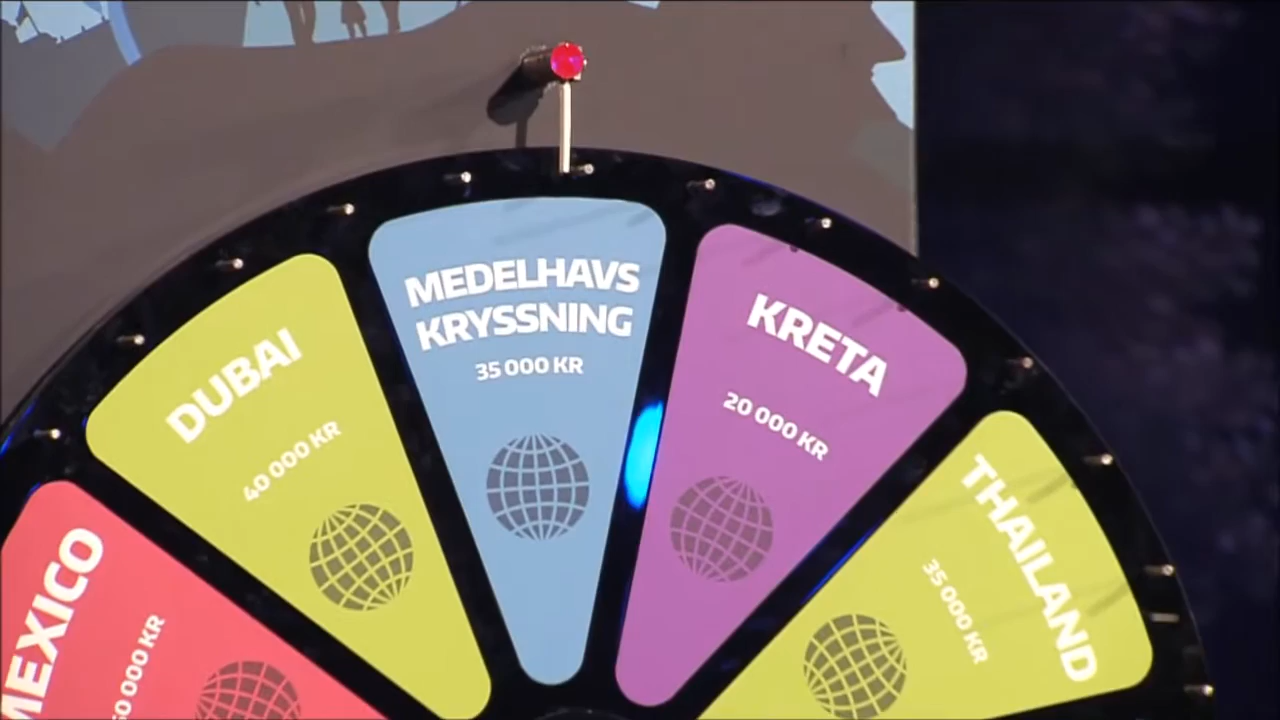 MEXICO
DUBAI
40 000 KR
MEDELHAVS
KRYSSNING
35 000 KR
KRETA
20 000 KR
THAILAND
35 000 KR